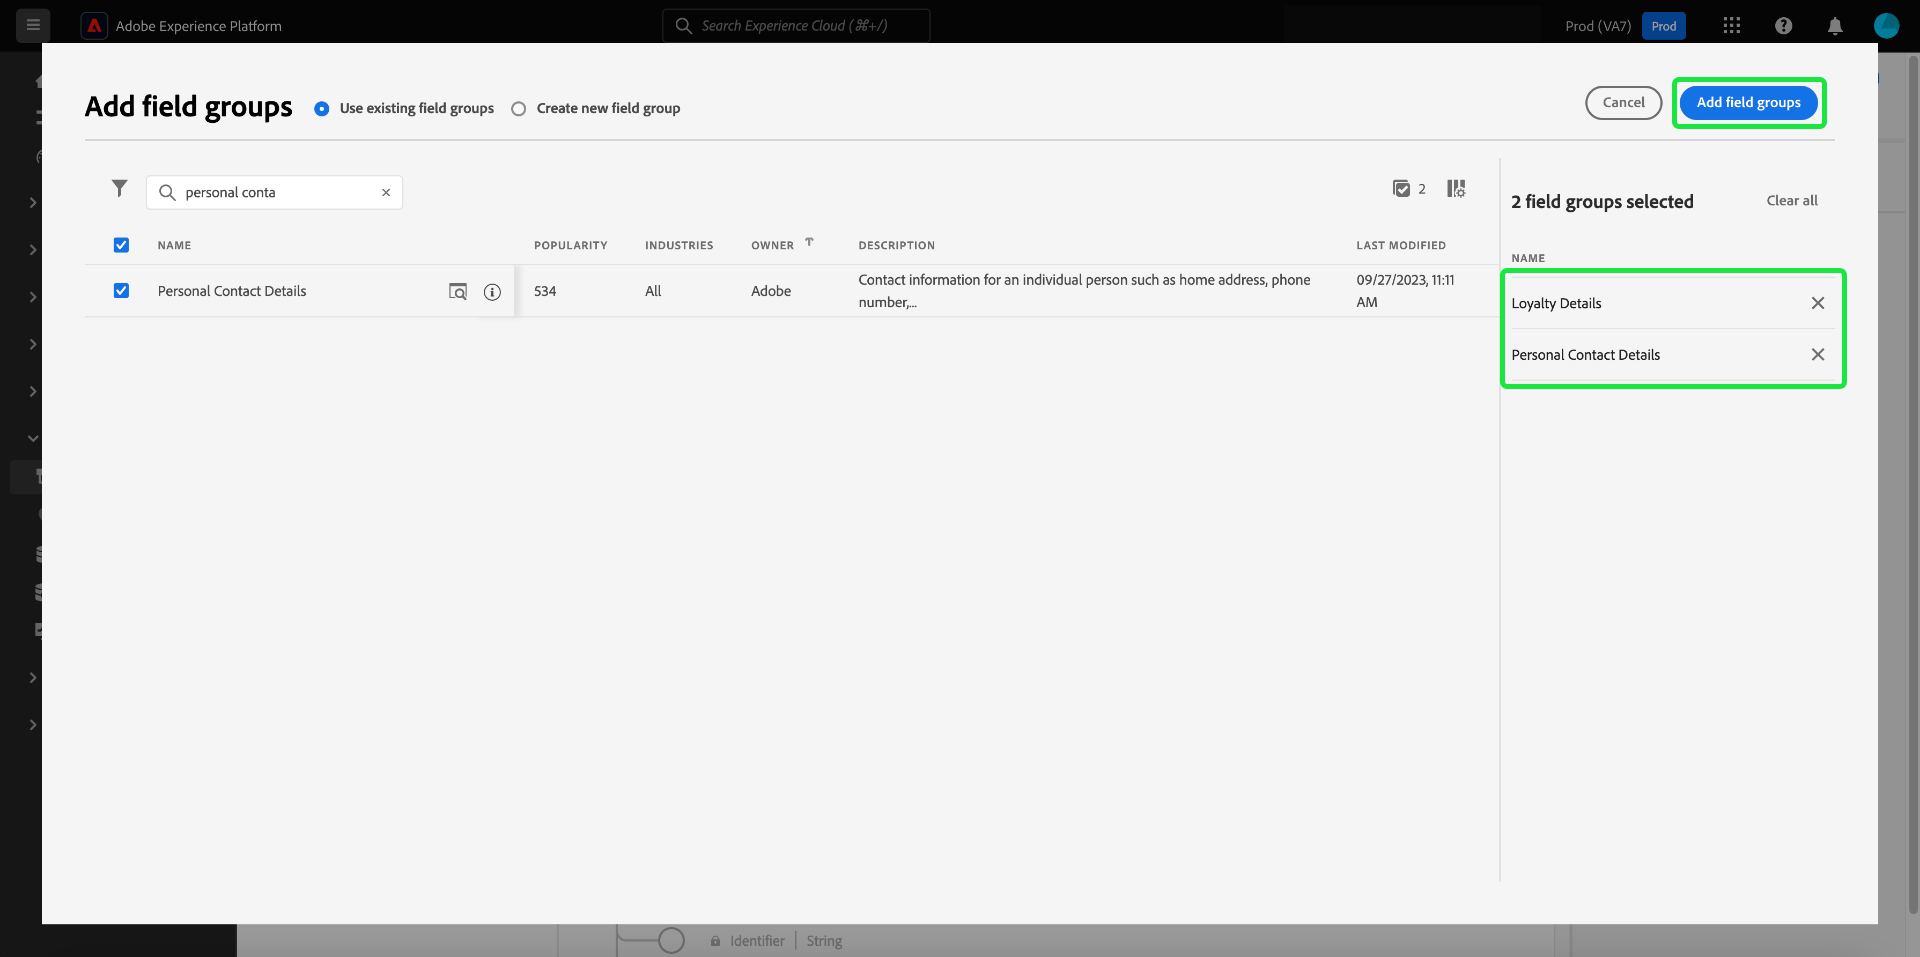 Adobe Experience Platform
Search Experience Cloud (⌘+/)
Prod (VA7)
Prod
Add field groups
Use existing field groups
Create new field group
Cancel
Add field groups
personal conta
2
2 field groups selected
Clear all
NAME
POPULARITY
INDUSTRIES
OWNER
DESCRIPTION
LAST MODIFIED
NAME
Personal Contact Details
534
All
Adobe
Contact information for an individual person such as home address, phone
number,...
09/27/2023, 11:11
AM
Loyalty Details
Personal Contact Details
Identifier | String